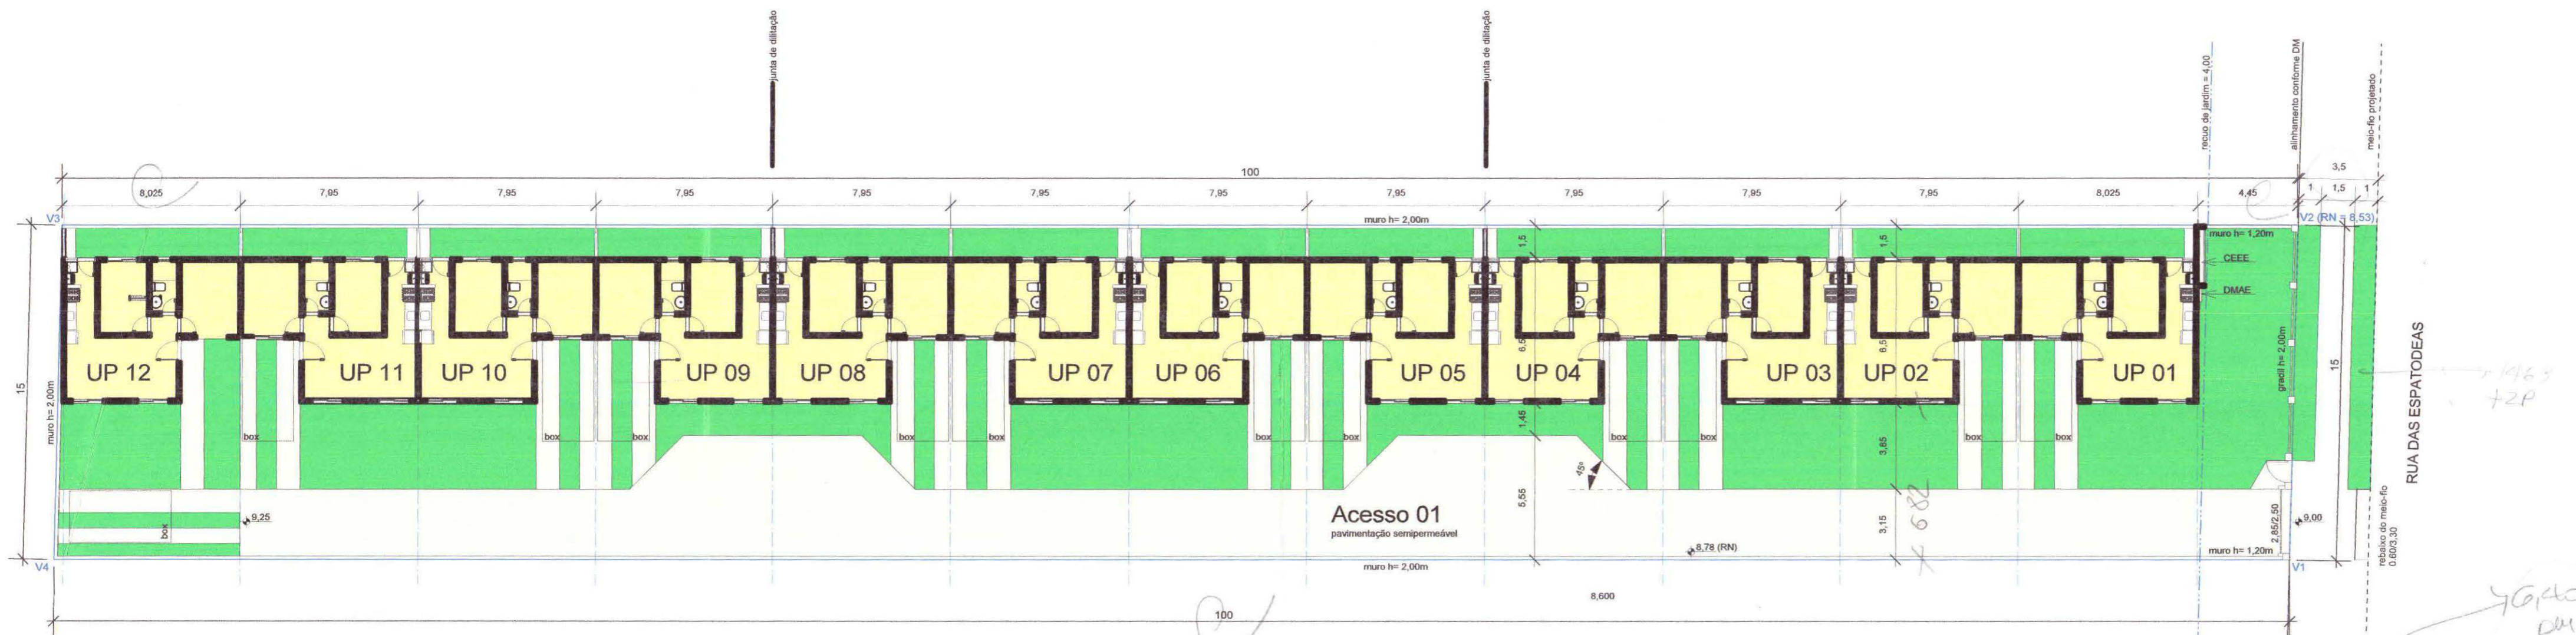 junta de dilitação
junta de dilitação
recuo de jardim = 4,00
alinhamento conforme DM
meio-fio projetado
100
3,5
8,025
7,95
7,95
7,95
7,95
7,95
7,95
7,95
7,95
7,95
7,95
8,025
4,45
1
1,5
1
V3
muro h= 2,00m
V2 (RN = 8,53)
muro h= 1,20m
1,5
1,5
CEEE
DMAE
15
muro h= 2,00m
UP 12
UP 11
UP 10
UP 09
UP 08
UP 07
UP 06
UP 05
UP 04
UP 03
UP 02
UP 01
6,5
6,5
gradil h= 2,00m
15
RUA DAS ESPATODEAS
box
box
box
box
box
box
box
box
box
box
box
box
1,45
3,85
45º
5,55
3,15
Acesso 01
pavimentação semipermeável
9,25
8,78 (RN)
9,00
2,85/2,50
rebaixo do meio-fio
0.60/3.30
muro h= 1,20m
V4
muro h= 2,00m
V1
8,600
100